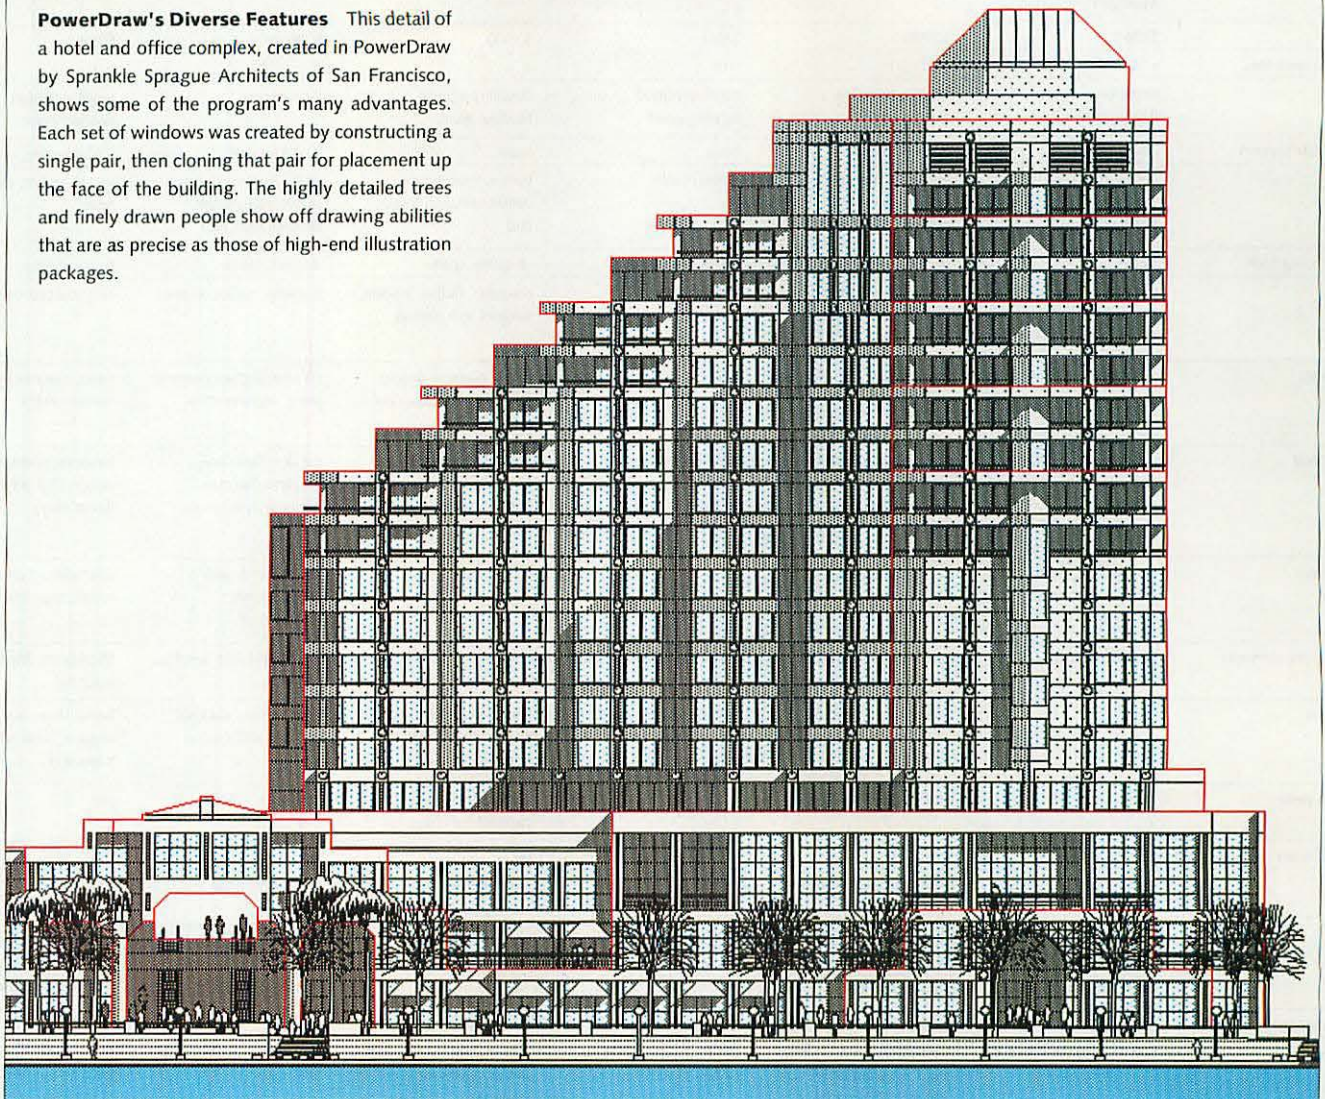 PowerDraw's Diverse Features This detail of
a hotel and office complex, created in PowerDraw
by Sprankle Sprague Architects of San Francisco,
shows some of the program's many advantages.
Each set of windows was created by constructing a
single pair, then cloning that pair for placement up
the face of the building. The highly detailed trees
and finely drawn people show off drawing abilities
that are as precise as those of high-end illustration
packages.